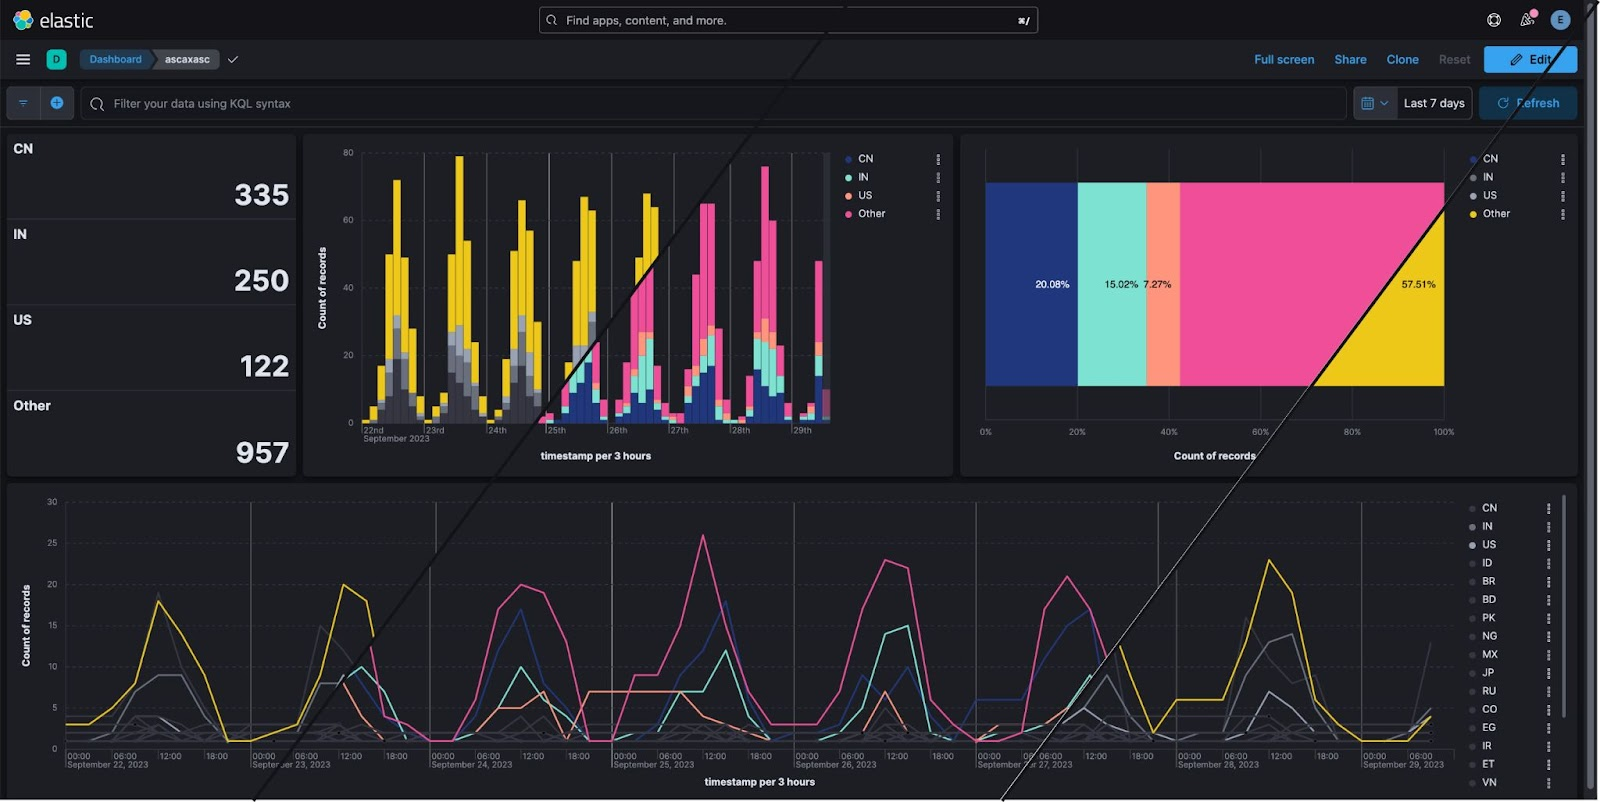 elastic
Find apps, content, and more.
⌘/
E
D
Dashboard
ascaxasc
Full screen
Share
Clone
Reset
Edit
Filter your data using KQL syntax
Last 7 days
Refresh
CN
335
IN
250
US
122
Other
957
Count of records
80
60
40
20
0
22nd
September 2023
23rd
24th
25th
26th
27th
28th
29th
timestamp per 3 hours
CN
IN
US
Other
20.08%
15.02%
7.27%
57.51%
0%
20%
40%
60%
80%
100%
Count of records
CN
IN
US
Other
Count of records
30
25
20
15
10
5
0
00:00 06:00 12:00 18:00 00:00 06:00 12:00 18:00 00:00 06:00 12:00 18:00 00:00 06:00 12:00 18:00 00:00 06:00 12:00 18:00 00:00 06:00 12:00 18:00 00:00 06:00 12:00 18:00 00:00 06:00
September 22, 2023 September 23, 2023 September 24, 2023 September 25, 2023 September 26, 2023 September 27, 2023 September 28, 2023 September 29, 2023
timestamp per 3 hours
CN
IN
US
ID
BR
BD
PK
NG
MX
JP
RU
CO
EG
IR
ET
VN